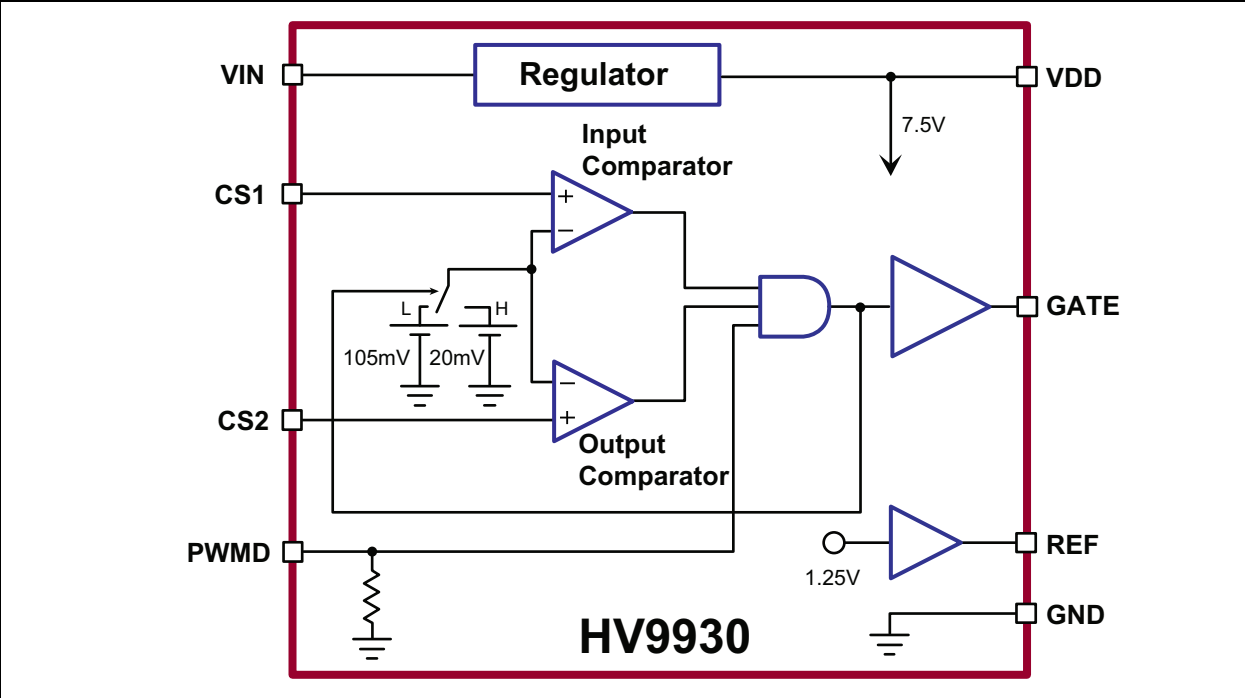 VIN
Regulator
VDD
7.5V
Input
Comparator
CS1
+
−
L
H
105mV
20mV
GATE
−
+
CS2
Output
Comparator
PWMD
1.25V
REF
GND
HV9930